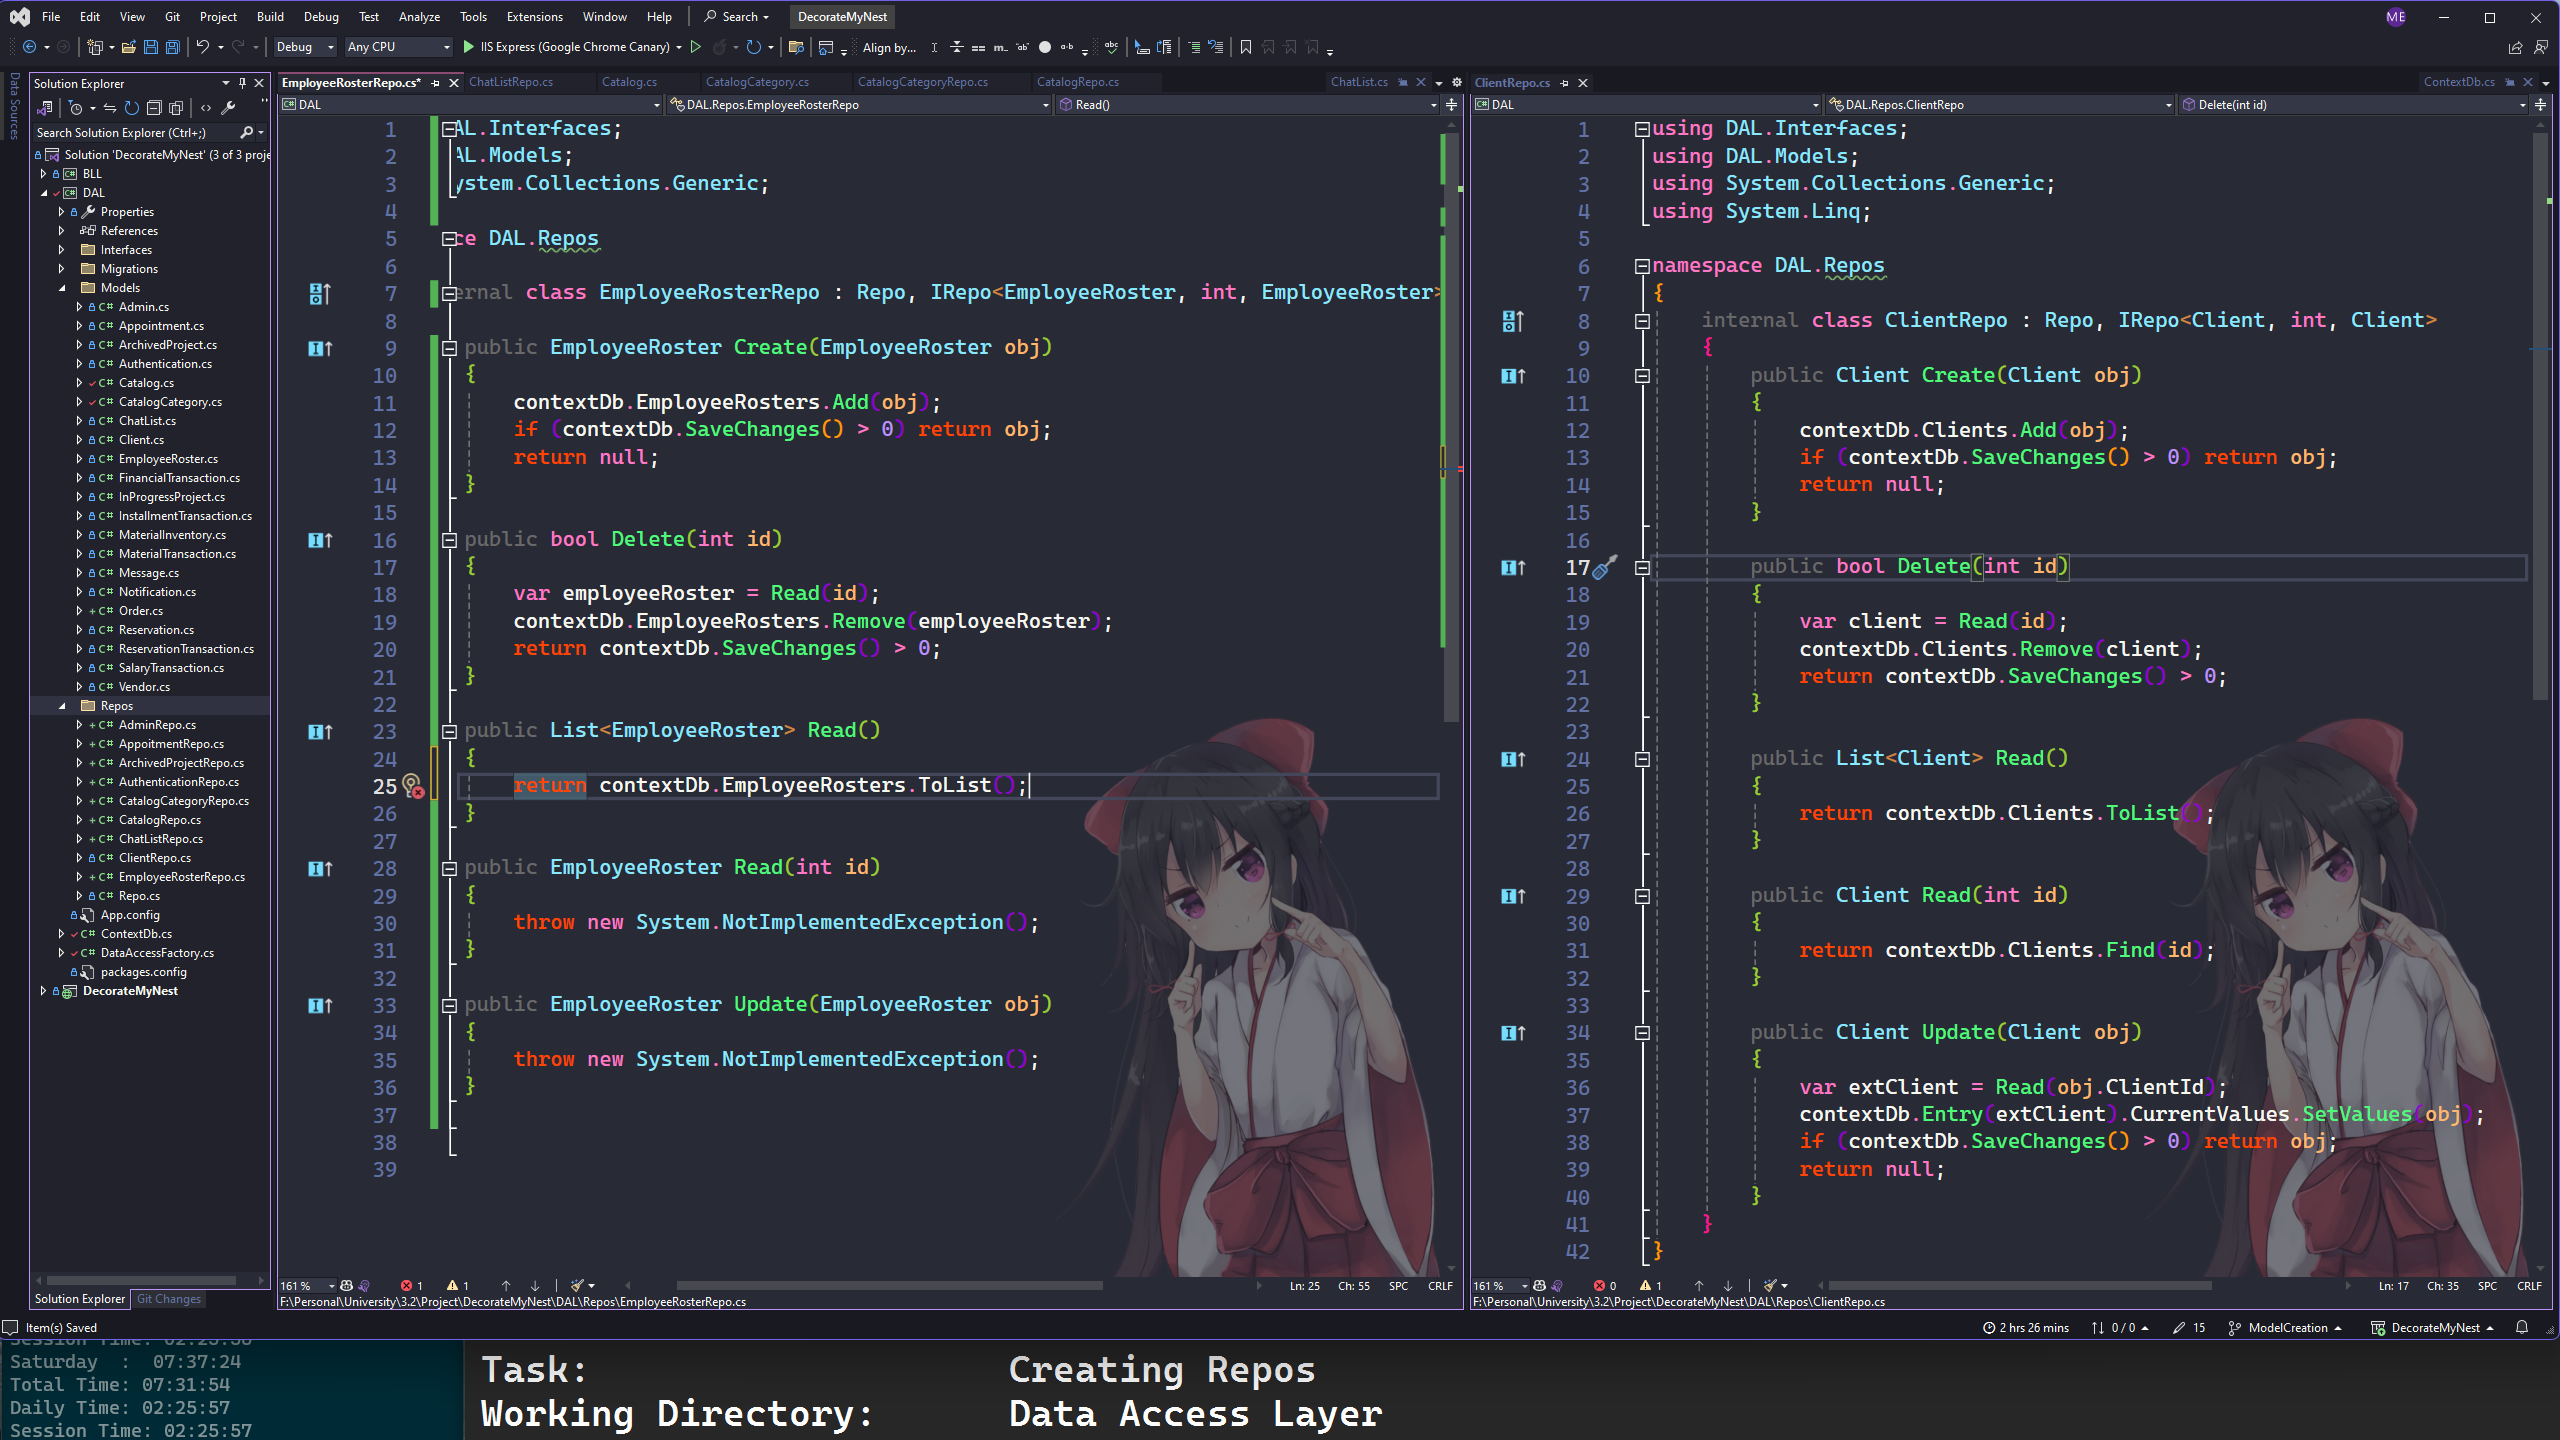 File Edit View Git Project Build Debug Test Analyze Tools Extensions Window Help Search DecorateMyNest ME
Debug Any CPU IIS Express (Google Chrome Canary) Align by...
Data Sources
Solution Explorer
Search Solution Explorer (Ctrl+;)
Solution 'DecorateMyNest' (3 of 3 proje
BLL
DAL
Properties
References
Interfaces
Migrations
Models
C# Admin.cs
C# Appointment.cs
C# ArchivedProject.cs
C# Authentication.cs
C# Catalog.cs
C# CatalogCategory.cs
C# ChatList.cs
C# Client.cs
C# EmployeeRoster.cs
C# FinancialTransaction.cs
C# InProgressProject.cs
C# InstallmentTransaction.cs
C# MaterialInventory.cs
C# MaterialTransaction.cs
C# Message.cs
C# Notification.cs
C# Order.cs
C# Reservation.cs
C# ReservationTransaction.cs
C# SalaryTransaction.cs
C# Vendor.cs
Repos
C# AdminRepo.cs
C# AppoitmentRepo.cs
C# ArchivedProjectRepo.cs
C# AuthenticationRepo.cs
C# CatalogCategoryRepo.cs
C# CatalogRepo.cs
C# ChatListRepo.cs
C# ClientRepo.cs
C# EmployeeRosterRepo.cs
C# Repo.cs
App.config
C# ContextDb.cs
C# DataAccessFactory.cs
packages.config
DecorateMyNest
Solution Explorer Git Changes
EmployeeRosterRepo.cs* ChatListRepo.cs Catalog.cs CatalogCategory.cs CatalogCategoryRepo.cs CatalogRepo.cs ChatList.cs
DAL DAL.Repos.EmployeeRosterRepo Read()
1 AL.Interfaces;
2 AL.Models;
3 ystem.Collections.Generic;
4
5 ce DAL.Repos
6
7 ernal class EmployeeRosterRepo : Repo, IRepo<EmployeeRoster, int, EmployeeRoster>
8
9 public EmployeeRoster Create(EmployeeRoster obj)
10 {
11 contextDb.EmployeeRosters.Add(obj);
12 if (contextDb.SaveChanges() > 0) return obj;
13 return null;
14 }
15
16 public bool Delete(int id)
17 {
18 var employeeRoster = Read(id);
19 contextDb.EmployeeRosters.Remove(employeeRoster);
20 return contextDb.SaveChanges() > 0;
21 }
22
23 public List<EmployeeRoster> Read()
24 {
25 return contextDb.EmployeeRosters.ToList();
26 }
27
28 public EmployeeRoster Read(int id)
29 {
30 throw new System.NotImplementedException();
31 }
32
33 public EmployeeRoster Update(EmployeeRoster obj)
34 {
35 throw new System.NotImplementedException();
36 }
37
38
39
161 % 1 1 Ln: 25 Ch: 55 SPC CRLF
F:\Personal\University\3.2\Project\DecorateMyNest\DAL\Repos\EmployeeRosterRepo.cs
ClientRepo.cs ContextDb.cs
DAL DAL.Repos.ClientRepo Delete(int id)
1 using DAL.Interfaces;
2 using DAL.Models;
3 using System.Collections.Generic;
4 using System.Linq;
5
6 namespace DAL.Repos
7 {
8 internal class ClientRepo : Repo, IRepo<Client, int, Client>
9 {
10 public Client Create(Client obj)
11 {
12 contextDb.Clients.Add(obj);
13 if (contextDb.SaveChanges() > 0) return obj;
14 return null;
15 }
16
17 public bool Delete(int id)
18 {
19 var client = Read(id);
20 contextDb.Clients.Remove(client);
21 return contextDb.SaveChanges() > 0;
22 }
23
24 public List<Client> Read()
25 {
26 return contextDb.Clients.ToList();
27 }
28
29 public Client Read(int id)
30 {
31 return contextDb.Clients.Find(id);
32 }
33
34 public Client Update(Client obj)
35 {
36 var extClient = Read(obj.ClientId);
37 contextDb.Entry(extClient).CurrentValues.SetValues(obj);
38 if (contextDb.SaveChanges() > 0) return obj;
39 return null;
40 }
41 }
42 }
161 % 0 1 Ln: 17 Ch: 35 SPC CRLF
F:\Personal\University\3.2\Project\DecorateMyNest\DAL\Repos\ClientRepo.cs
Item(s) Saved 2 hrs 26 mins 0 / 0 15 ModelCreation DecorateMyNest
Saturday : 07:37:24
Total Time: 07:31:54
Daily Time: 02:25:57
Session Time: 02:25:57
Task: Creating Repos
Working Directory: Data Access Layer